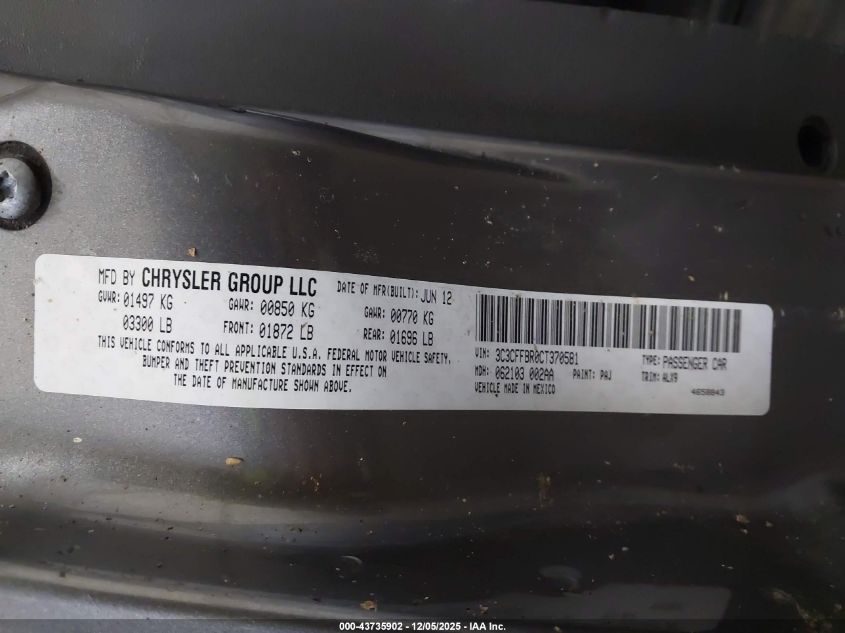 MFD BY CHRYSLER GROUP LLC DATE OF MFR(BUILT): JUN 12
GVWR: 01497 KG GAWR: 00850 KG GAWR: 00770 KG
03300 LB FRONT: 01872 LB REAR: 01696 LB
THIS VEHICLE CONFORMS TO ALL APPLICABLE U.S.A. FEDERAL MOTOR VEHICLE SAFETY,
BUMPER AND THEFT PREVENTION STANDARDS IN EFFECT ON
THE DATE OF MANUFACTURE SHOWN ABOVE.
VIN: 3C3CFFBR0CT370581 TYPE: PASSENGER CAR
MDH: 062103 002AA PAINT: PAJ TRIM: ALX9
VEHICLE MADE IN MEXICO 4658843
000-43735902 - 12/05/2025 - IAA Inc.